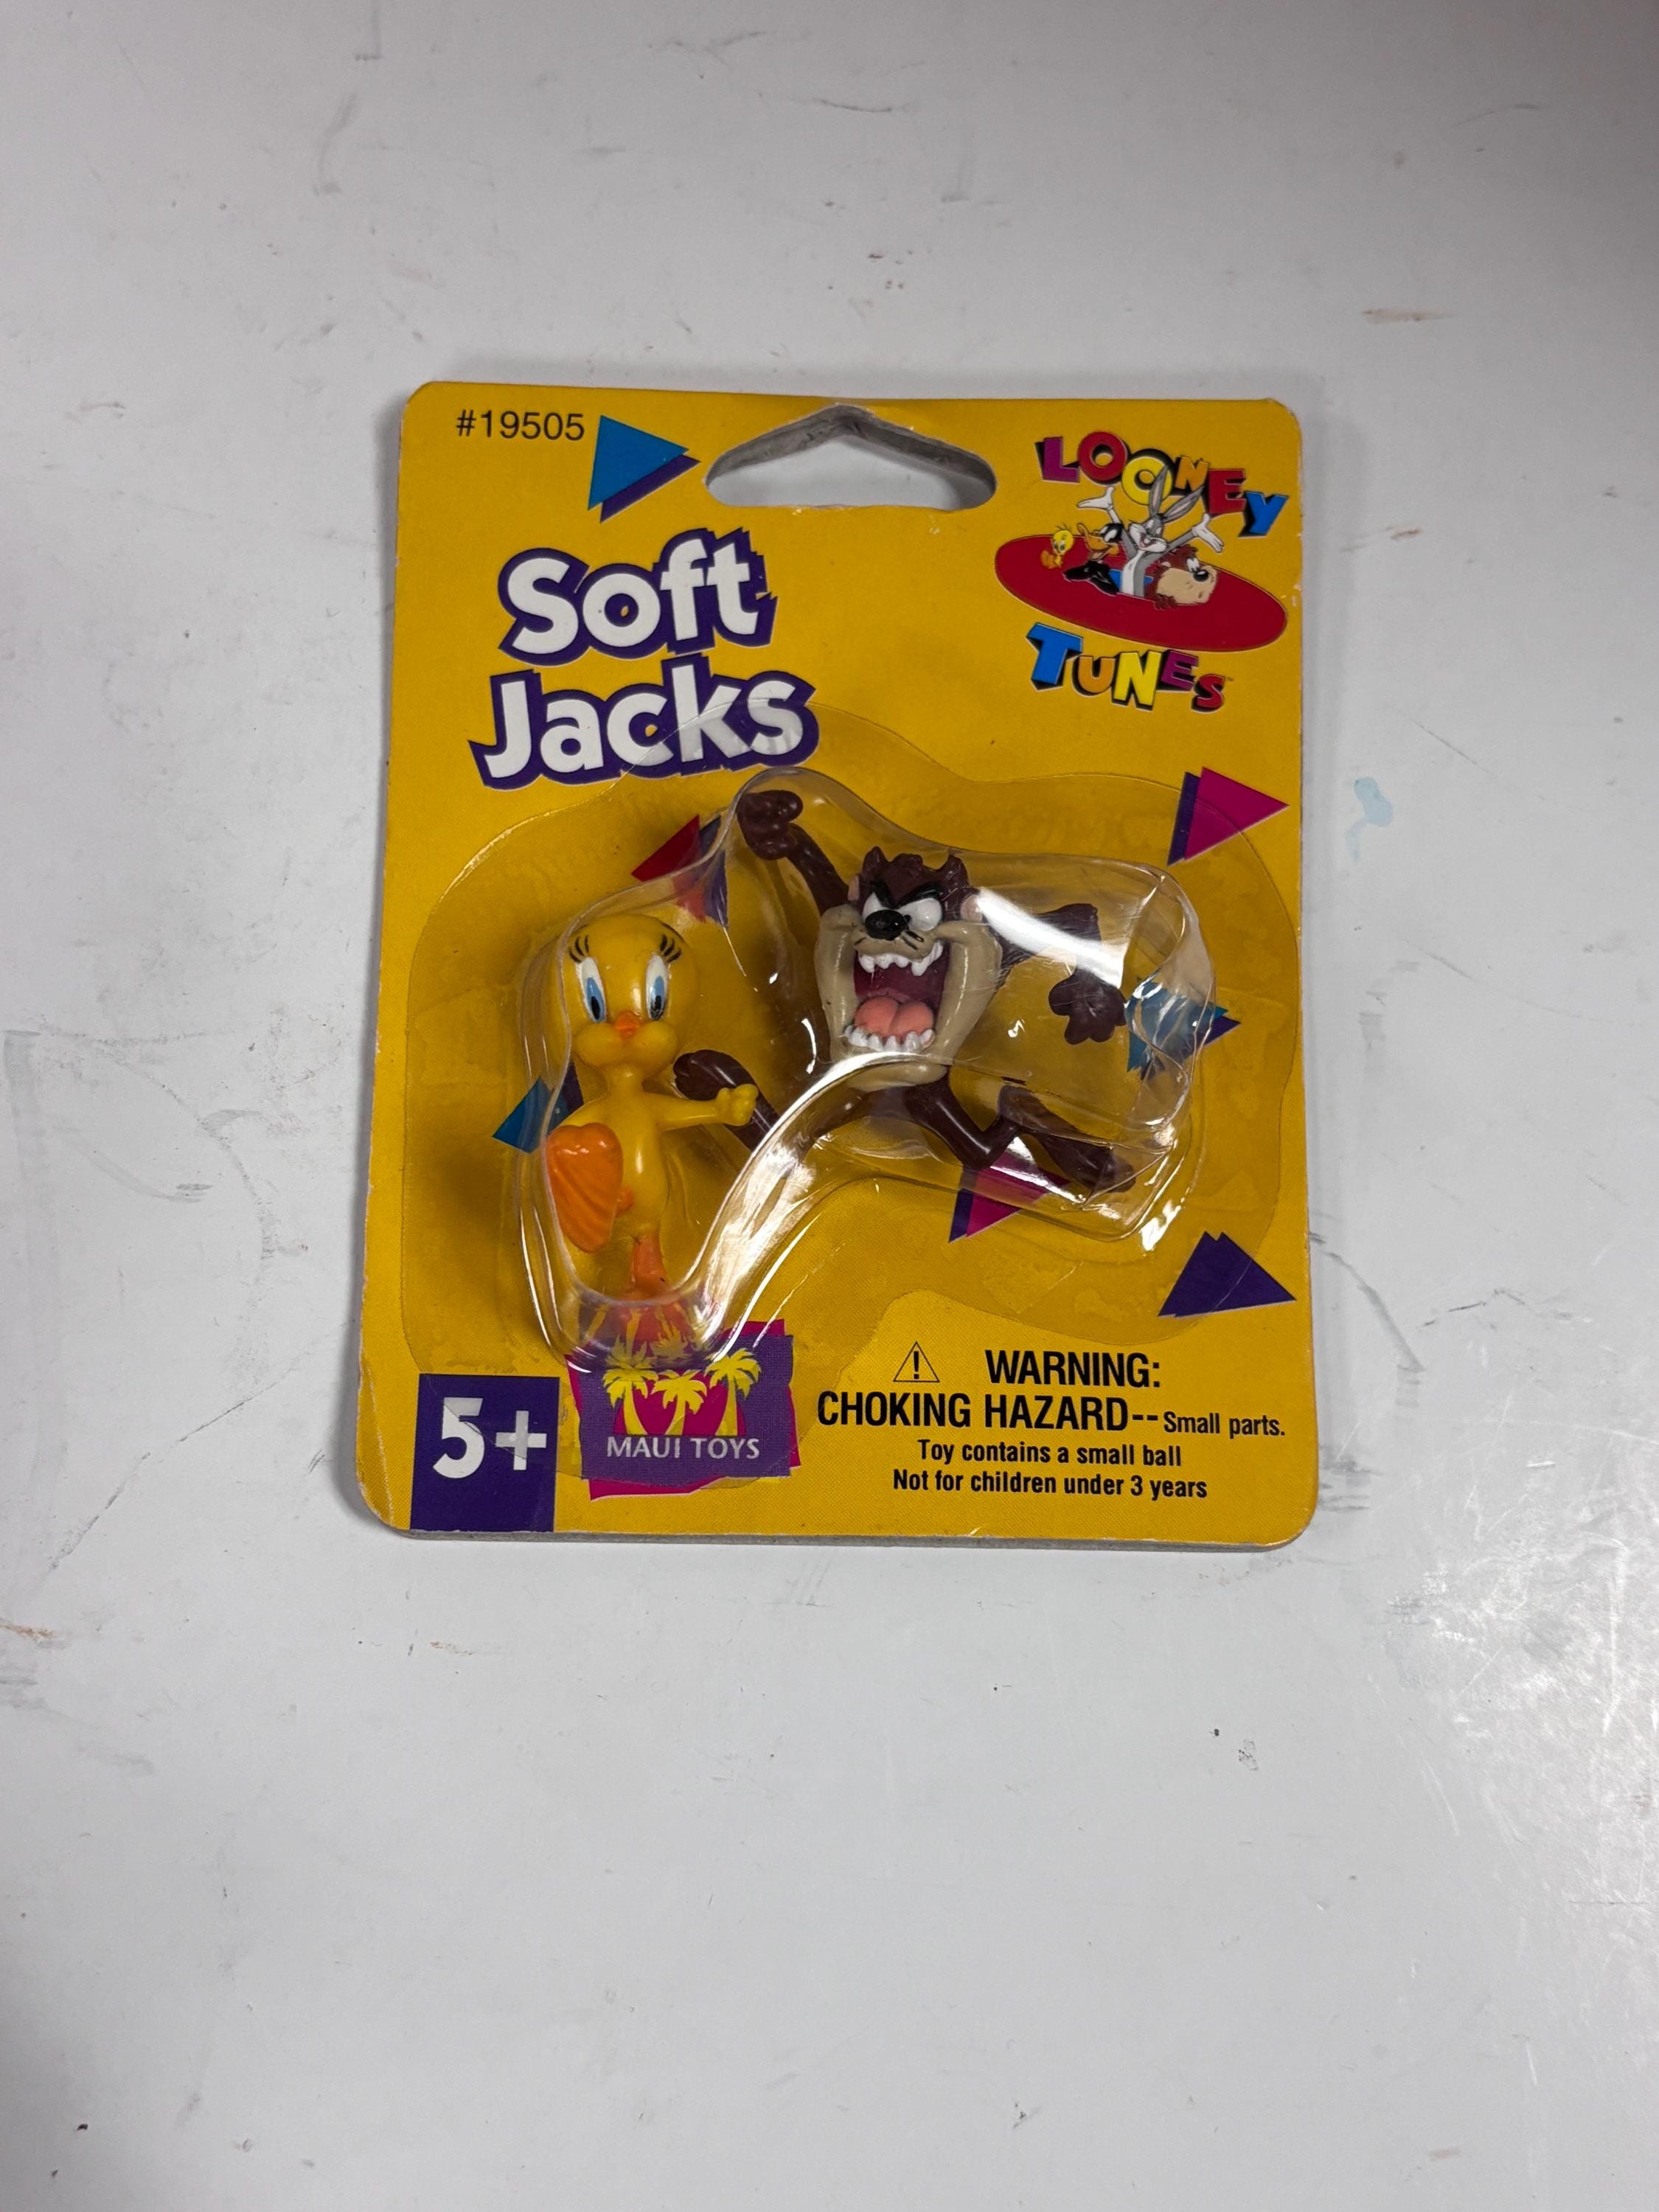 #19505
LOONEY
TUNES™
Soft
Jacks
5+
MAUI TOYS
WARNING:
CHOKING HAZARD--Small parts.
Toy contains a small ball
Not for children under 3 years